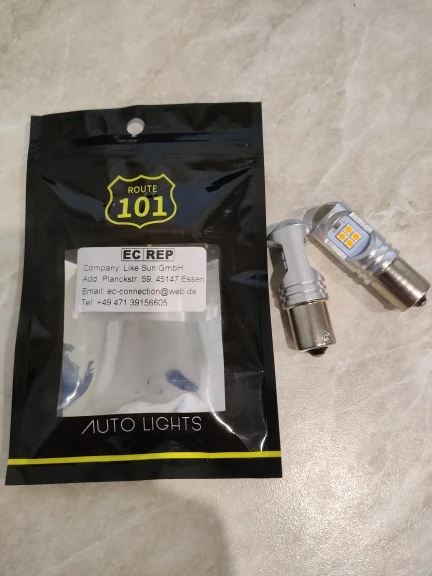 ROUTE
101
EC REP
Company: Like Sun GmbH
Add. Planckstr. 59, 45147 Essen
Email: ec-connection@web.de
Tel: +49 471 39156605
AUTO LIGHTS